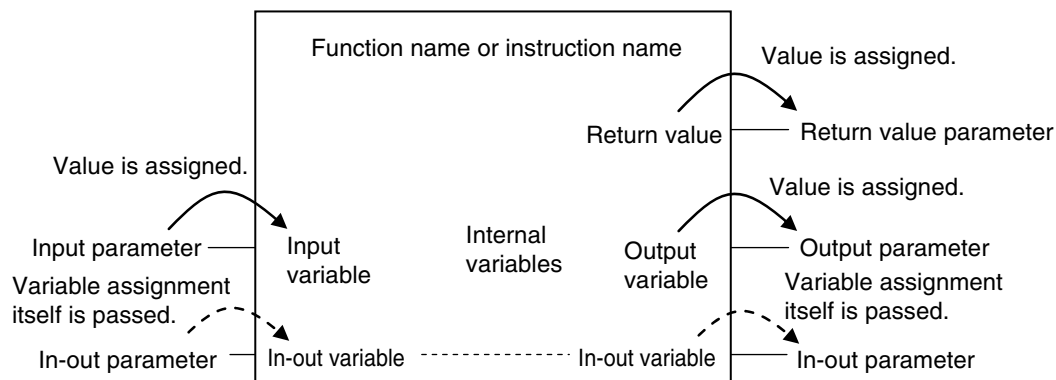 Function name or instruction name
Value is assigned.
Return value
Return value parameter
Value is assigned.
Value is assigned.
Input parameter
Input
variable
Internal
variables
Output
variable
Output parameter
Variable assignment
itself is passed.
Variable assignment
itself is passed.
In-out parameter
In-out variable
In-out variable
In-out parameter